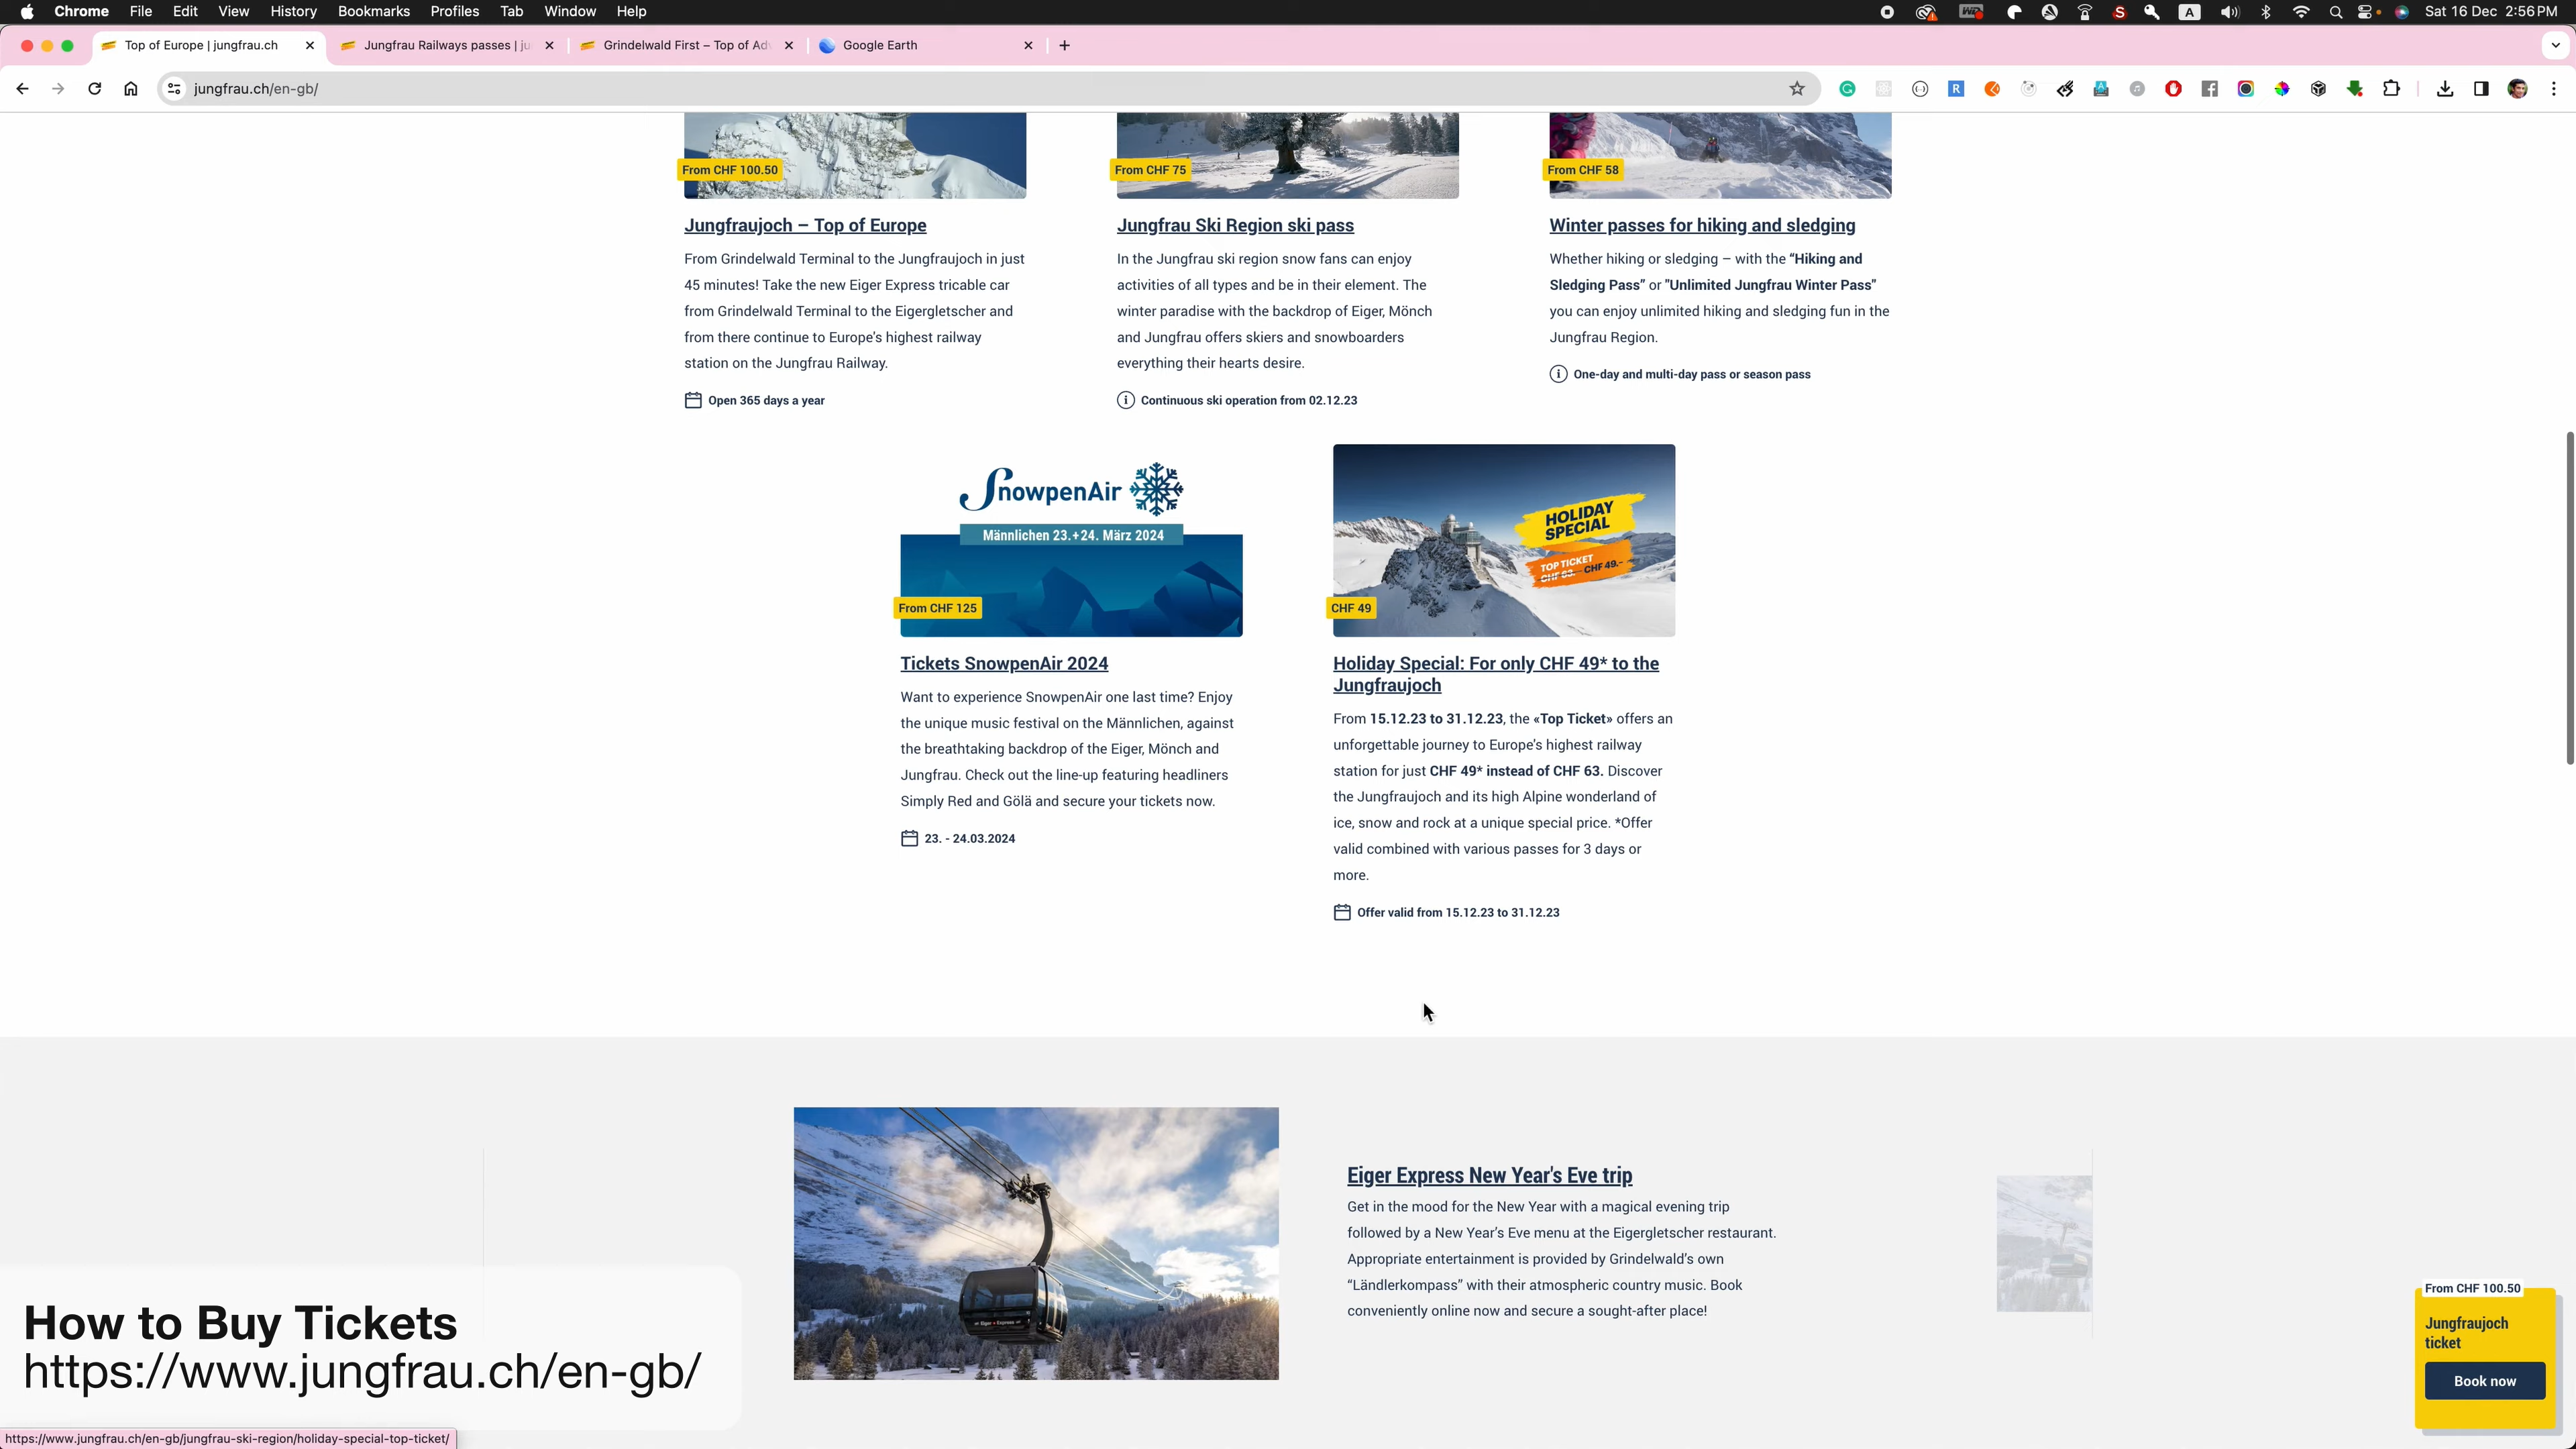 Chrome File Edit View History Bookmarks Profiles Tab Window Help
Sat 16 Dec 2:56 PM
Top of Europe | jungfrau.ch
Jungfrau Railways passes | ju
Grindelwald First – Top of Adv
Google Earth
jungfrau.ch/en-gb/
From CHF 100.50
From CHF 75
From CHF 58
Jungfraujoch – Top of Europe
From Grindelwald Terminal to the Jungfraujoch in just
45 minutes! Take the new Eiger Express tricable car
from Grindelwald Terminal to the Eigergletscher and
from there continue to Europe's highest railway
station on the Jungfrau Railway.
Open 365 days a year
Jungfrau Ski Region ski pass
In the Jungfrau ski region snow fans can enjoy
activities of all types and be in their element. The
winter paradise with the backdrop of Eiger, Mönch
and Jungfrau offers skiers and snowboarders
everything their hearts desire.
Continuous ski operation from 02.12.23
Winter passes for hiking and sledging
Whether hiking or sledging – with the “Hiking and
Sledging Pass” or "Unlimited Jungfrau Winter Pass”
you can enjoy unlimited hiking and sledging fun in the
Jungfrau Region.
One-day and multi-day pass or season pass
SnowpenAir
Männlichen 23.+24. März 2024
From CHF 125
Tickets SnowpenAir 2024
Want to experience SnowpenAir one last time? Enjoy
the unique music festival on the Männlichen, against
the breathtaking backdrop of the Eiger, Mönch and
Jungfrau. Check out the line-up featuring headliners
Simply Red and Gölä and secure your tickets now.
23. - 24.03.2024
HOLIDAY
SPECIAL
TOP TICKET
CHF 63.- CHF 49.-
CHF 49
Holiday Special: For only CHF 49* to the
Jungfraujoch
From 15.12.23 to 31.12.23, the «Top Ticket» offers an
unforgettable journey to Europe's highest railway
station for just CHF 49* instead of CHF 63. Discover
the Jungfraujoch and its high Alpine wonderland of
ice, snow and rock at a unique special price. *Offer
valid combined with various passes for 3 days or
more.
Offer valid from 15.12.23 to 31.12.23
Eiger Express New Year's Eve trip
Get in the mood for the New Year with a magical evening trip
followed by a New Year’s Eve menu at the Eigergletscher restaurant.
Appropriate entertainment is provided by Grindelwald’s own
“Ländlerkompass” with their atmospheric country music. Book
conveniently online now and secure a sought-after place!
From CHF 100.50
Jungfraujoch
ticket
Book now
How to Buy Tickets
https://www.jungfrau.ch/en-gb/
https://www.jungfrau.ch/en-gb/jungfrau-ski-region/holiday-special-top-ticket/